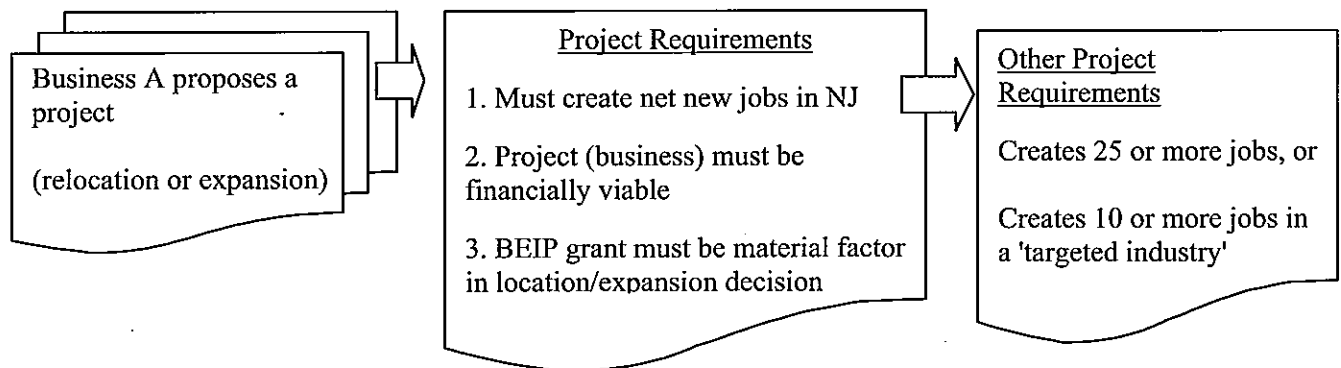 Business A proposes a
project
(relocation or expansion)
Project Requirements
1. Must create net new jobs in NJ
2. Project (business) must be
financially viable
3. BEIP grant must be material factor
in location/expansion decision
Other Project
Requirements
Creates 25 or more jobs, or
Creates 10 or more jobs in
a 'targeted industry'